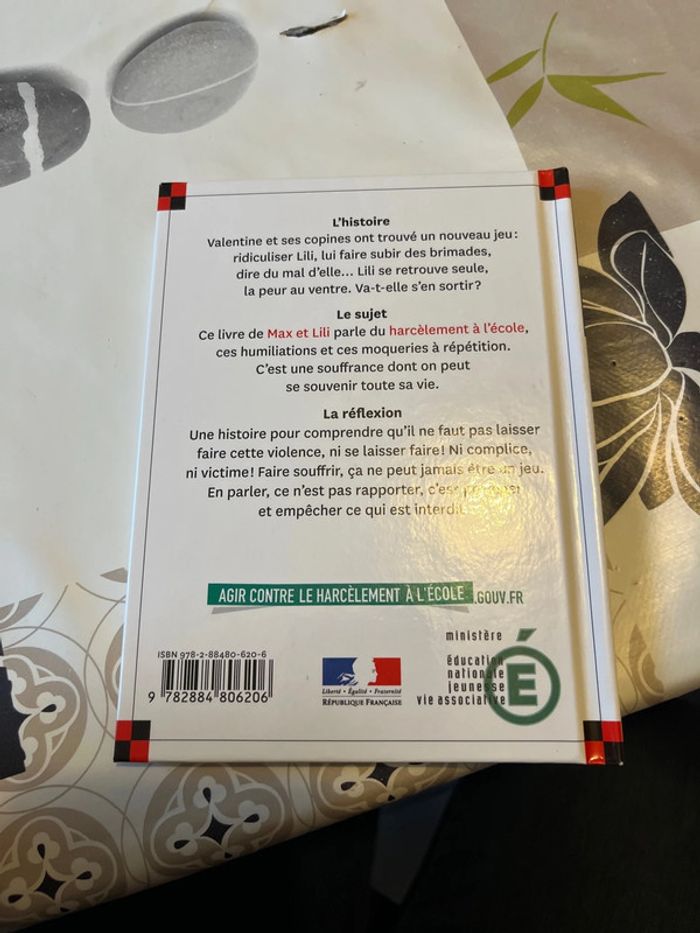 L'histoire
Valentine et ses copines ont trouvé un nouveau jeu :
ridiculiser Lili, lui faire subir des brimades,
dire du mal d'elle... Lili se retrouve seule,
la peur au ventre. Va-t-elle s'en sortir ?
Le sujet
Ce livre de Max et Lili parle du harcèlement à l'école,
ces humiliations et ces moqueries à répétition.
C'est une souffrance dont on peut
se souvenir toute sa vie.
La réflexion
Une histoire pour comprendre qu'il ne faut pas laisser
faire cette violence, ni se laisser faire ! Ni complice,
ni victime ! Faire souffrir, ça ne peut jamais être un jeu.
En parler, ce n'est pas rapporter, c'est
et empêcher ce qui est interdit.
AGIR CONTRE LE HARCÈLEMENT À L'ÉCOLE .GOUV.FR
ISBN 978-2-88480-620-6
9 782884 806206
Liberté • Égalité • Fraternité
RÉPUBLIQUE FRANÇAISE
ministère
éducation
nationale
jeunesse
vie associative
É